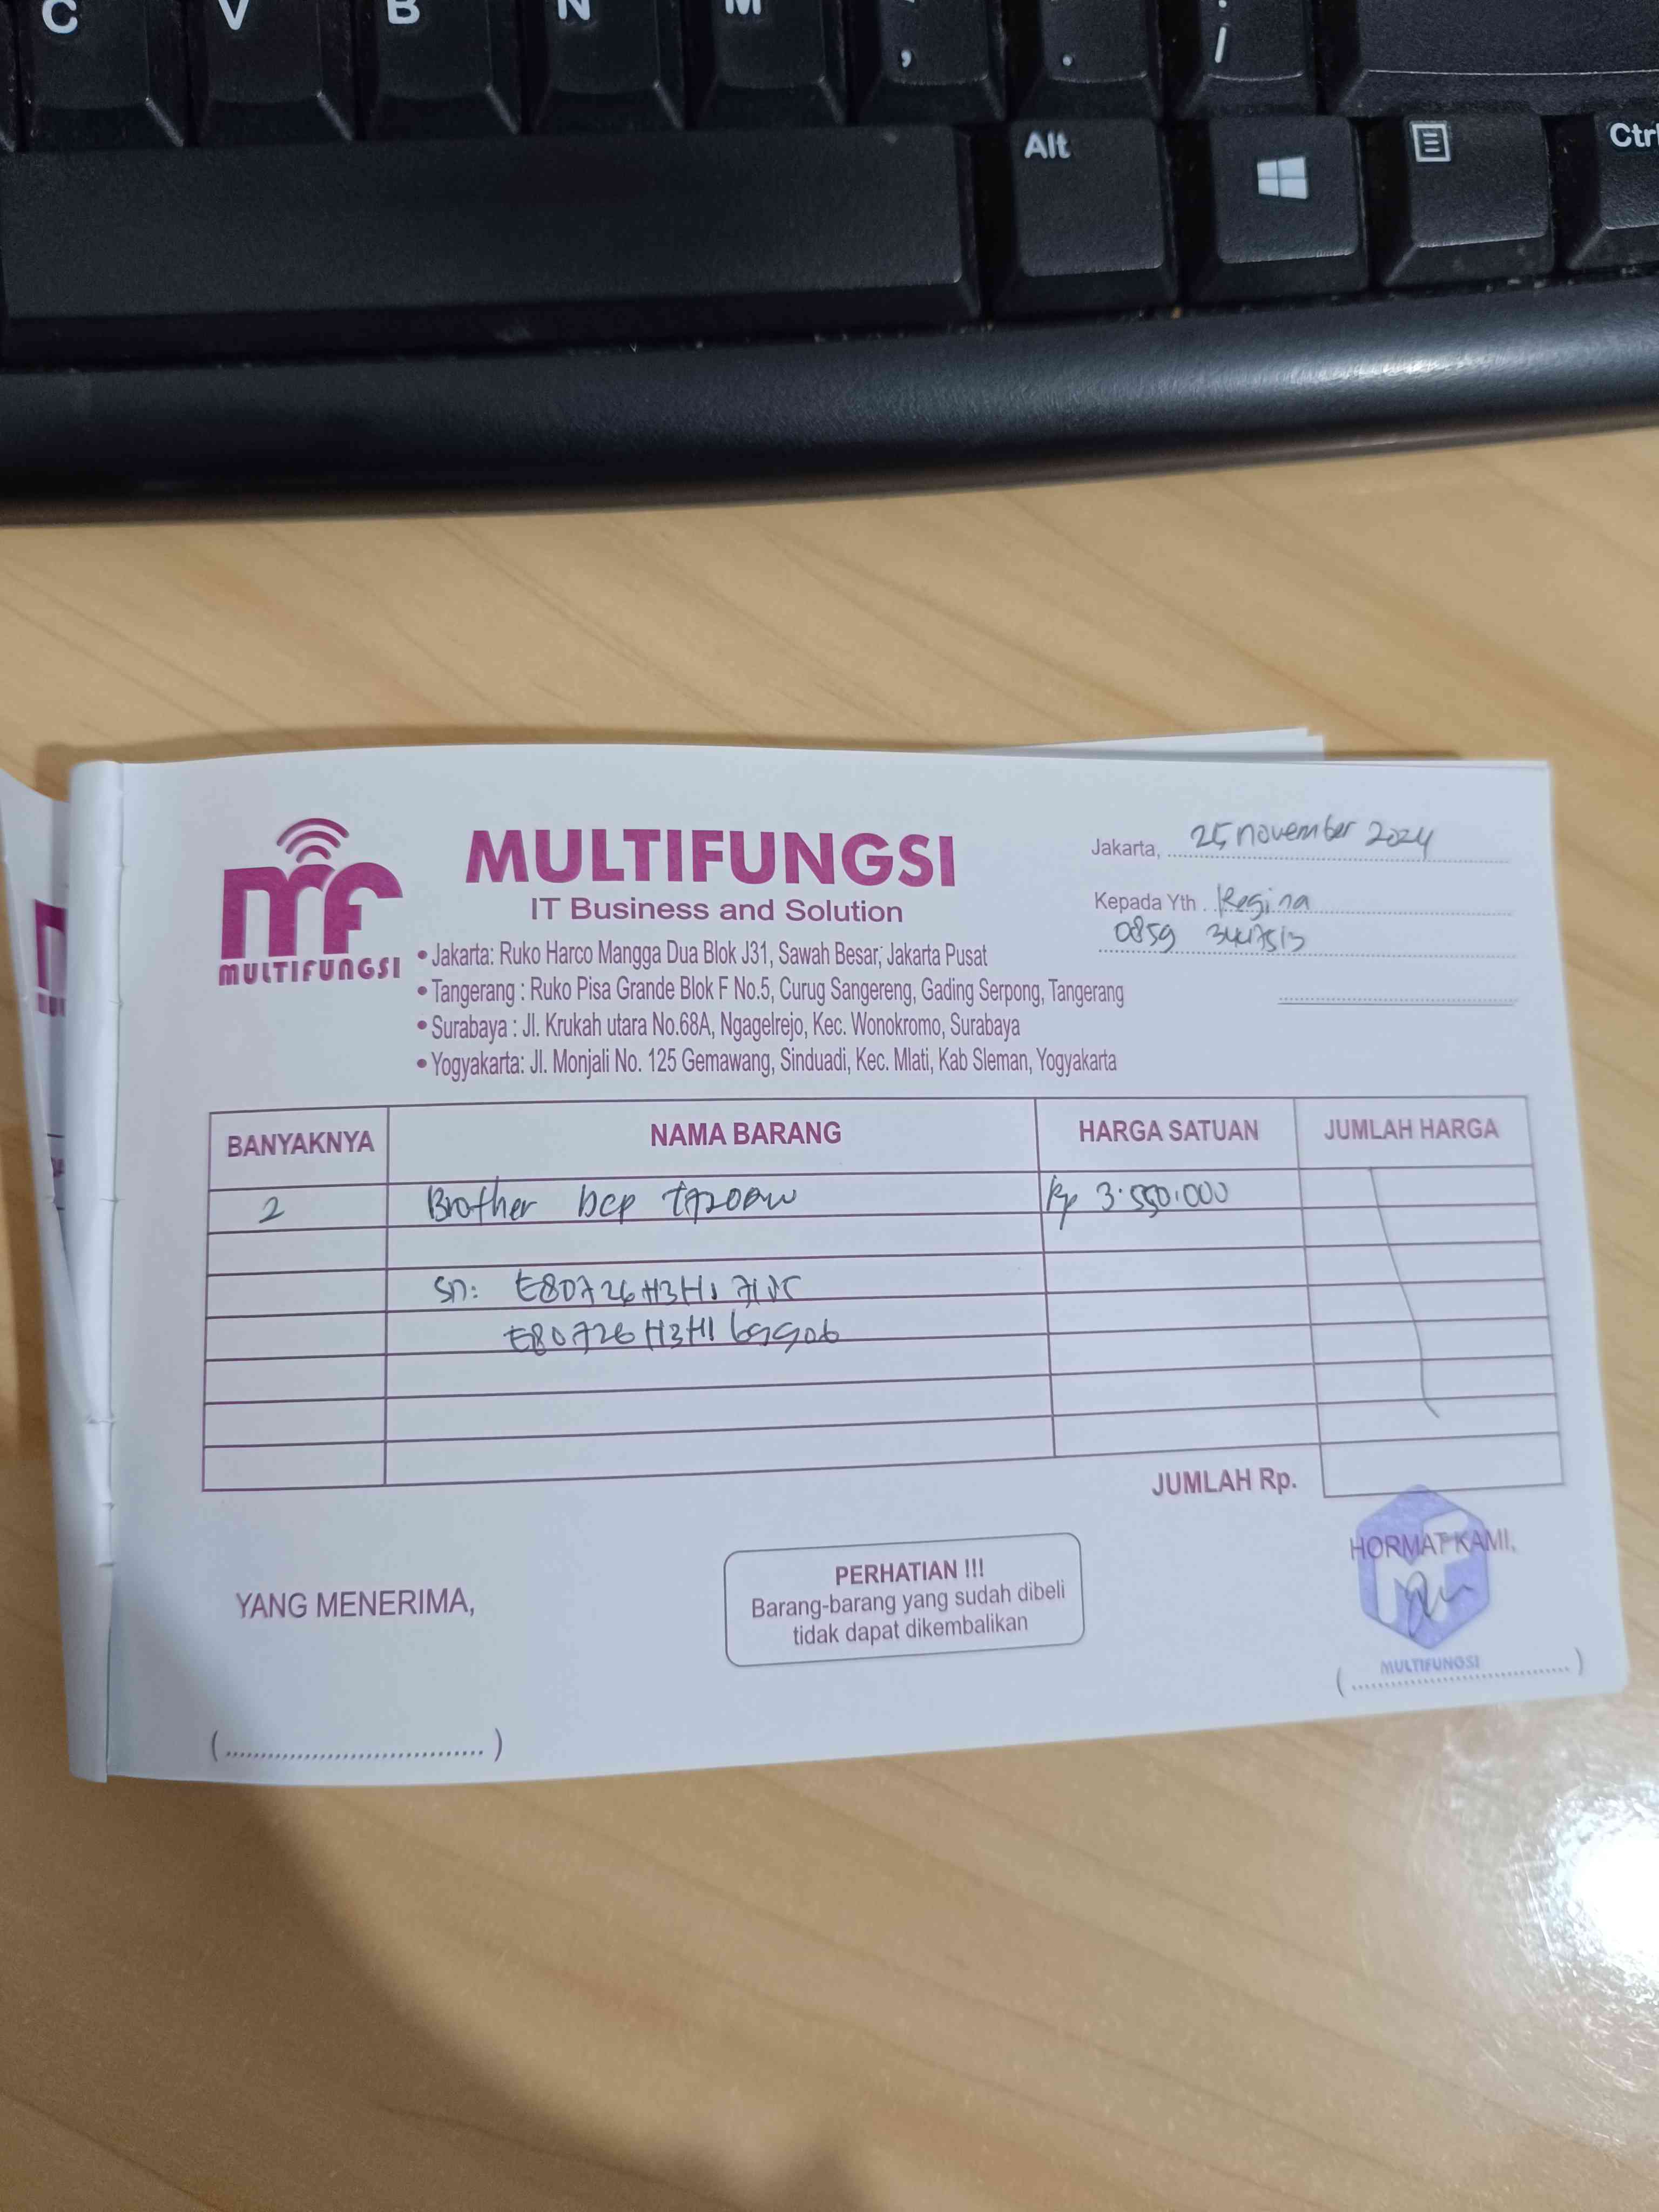 C V B N M , . /
Alt Ctrl
MULTIFUNGSI
IT Business and Solution
MULTIFUNGSI
• Jakarta: Ruko Harco Mangga Dua Blok J31, Sawah Besar, Jakarta Pusat
• Tangerang : Ruko Pisa Grande Blok F No.5, Curug Sangereng, Gading Serpong, Tangerang
• Surabaya : Jl. Krukah utara No.68A, Ngagelrejo, Kec. Wonokromo, Surabaya
• Yogyakarta: Jl. Monjali No. 125 Gemawang, Sinduadi, Kec. Mlati, Kab Sleman, Yogyakarta
Jakarta, 25 november 2024
Kepada Yth . Regina
0859
BANYAKNYA NAMA BARANG HARGA SATUAN JUMLAH HARGA
2 Brother DCP t720DW Rp 3.550.000
SN:
JUMLAH Rp.
YANG MENERIMA,
PERHATIAN !!!
Barang-barang yang sudah dibeli
tidak dapat dikembalikan
HORMAT KAMI,
MULTIFUNGSI